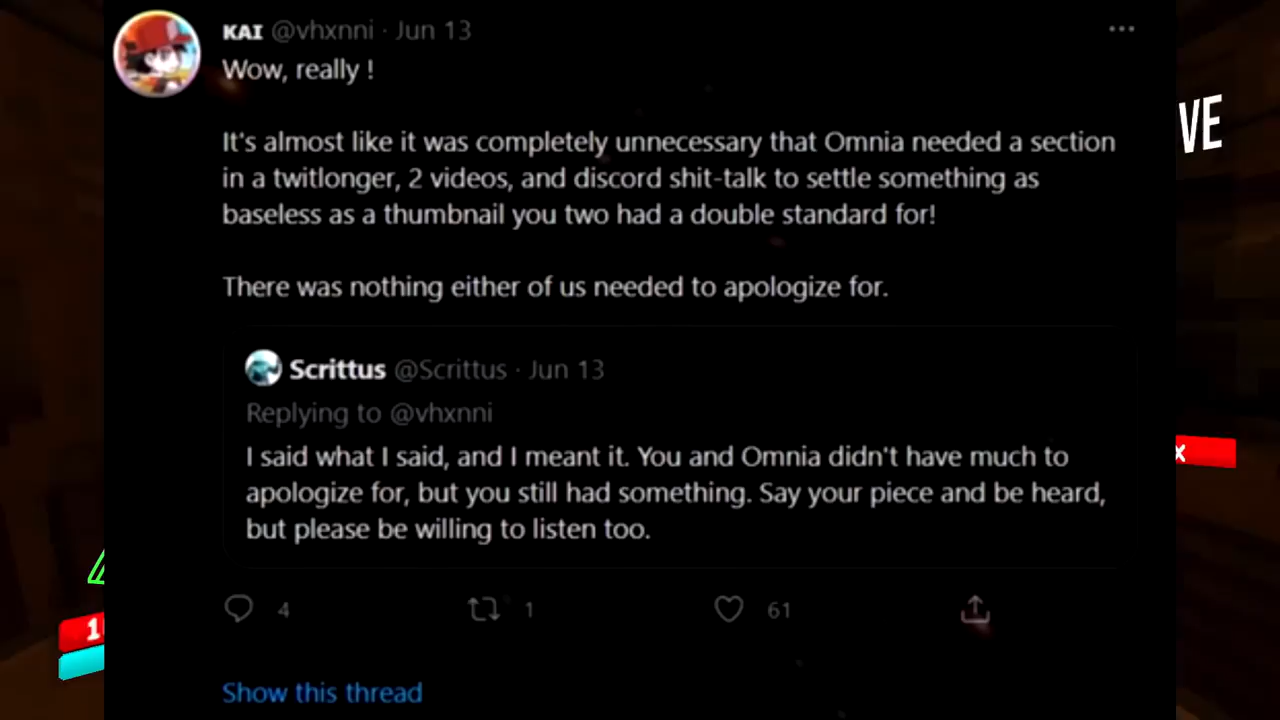 KAI @vhxnni · Jun 13
Wow, really !
It's almost like it was completely unnecessary that Omnia needed a section
in a twitlonger, 2 videos, and discord shit-talk to settle something as
baseless as a thumbnail you two had a double standard for!
There was nothing either of us needed to apologize for.
Scrittus @Scrittus · Jun 13
Replying to @vhxnni
I said what I said, and I meant it. You and Omnia didn't have much to
apologize for, but you still had something. Say your piece and be heard,
but please be willing to listen too.
4 1 61
Show this thread
VE
x
1